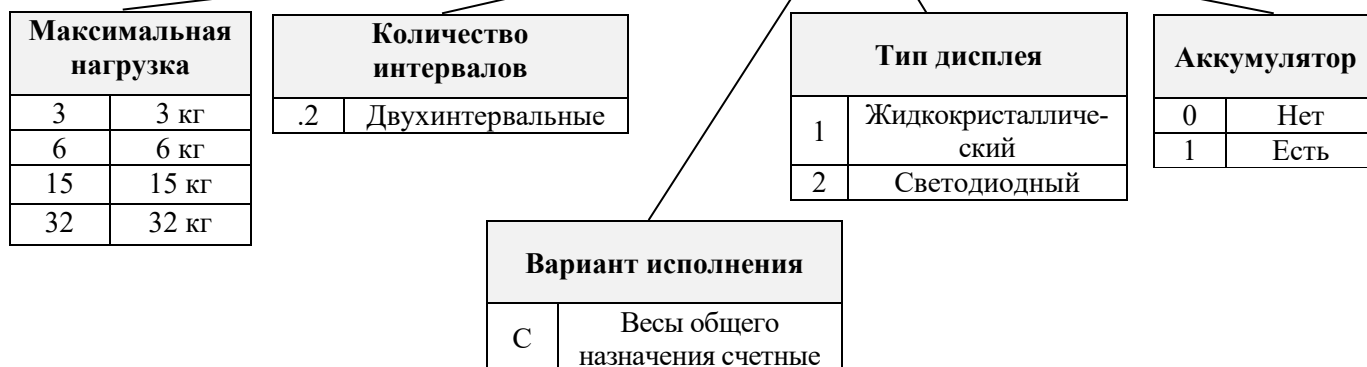 Максимальная
нагрузка
3 3 кг
6 6 кг
15 15 кг
32 32 кг
Количество
интервалов
.2 Двухинтервальные
Тип дисплея
1 Жидкокристалличе-
ский
2 Светодиодный
Аккумулятор
0 Нет
1 Есть
Вариант исполнения
С Весы общего
назначения счетные